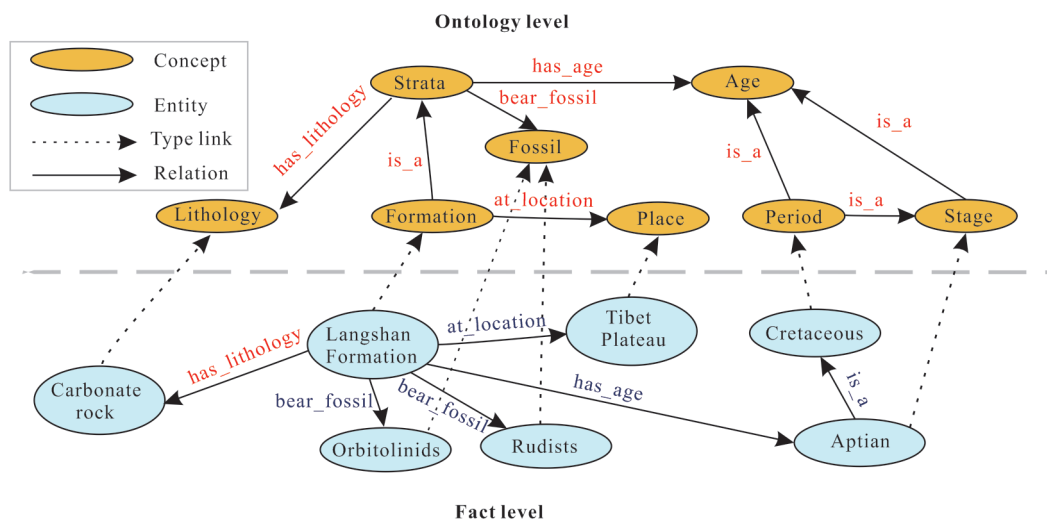 Ontology level
Concept
Entity
Type link
Relation
Strata
has_age
Age
bear_fossil
has_lithology
Fossil
is_a
is_a
is_a
Lithology
Formation
at_location
Place
Period
is_a
Stage
Langshan
Formation
at_location
Tibet
Plateau
Cretaceous
has_lithology
Carbonate
rock
bear_fossil
bear_fossil
has_age
is_a
Orbitolinids
Rudists
Aptian
Fact level